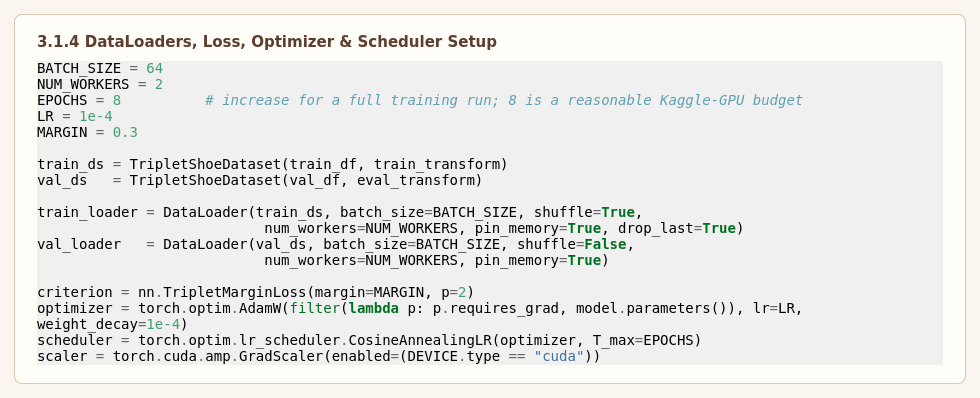 3.1.4 DataLoaders, Loss, Optimizer & Scheduler Setup
BATCH_SIZE = 64
NUM_WORKERS = 2
EPOCHS = 8          # increase for a full training run; 8 is a reasonable Kaggle-GPU budget
LR = 1e-4
MARGIN = 0.3

train_ds = TripletShoeDataset(train_df, train_transform)
val_ds   = TripletShoeDataset(val_df, eval_transform)

train_loader = DataLoader(train_ds, batch_size=BATCH_SIZE, shuffle=True,
                           num_workers=NUM_WORKERS, pin_memory=True, drop_last=True)
val_loader   = DataLoader(val_ds, batch_size=BATCH_SIZE, shuffle=False,
                           num_workers=NUM_WORKERS, pin_memory=True)

criterion = nn.TripletMarginLoss(margin=MARGIN, p=2)
optimizer = torch.optim.AdamW(filter(lambda p: p.requires_grad, model.parameters()), lr=LR,
weight_decay=1e-4)
scheduler = torch.optim.lr_scheduler.CosineAnnealingLR(optimizer, T_max=EPOCHS)
scaler = torch.cuda.amp.GradScaler(enabled=(DEVICE.type == "cuda"))